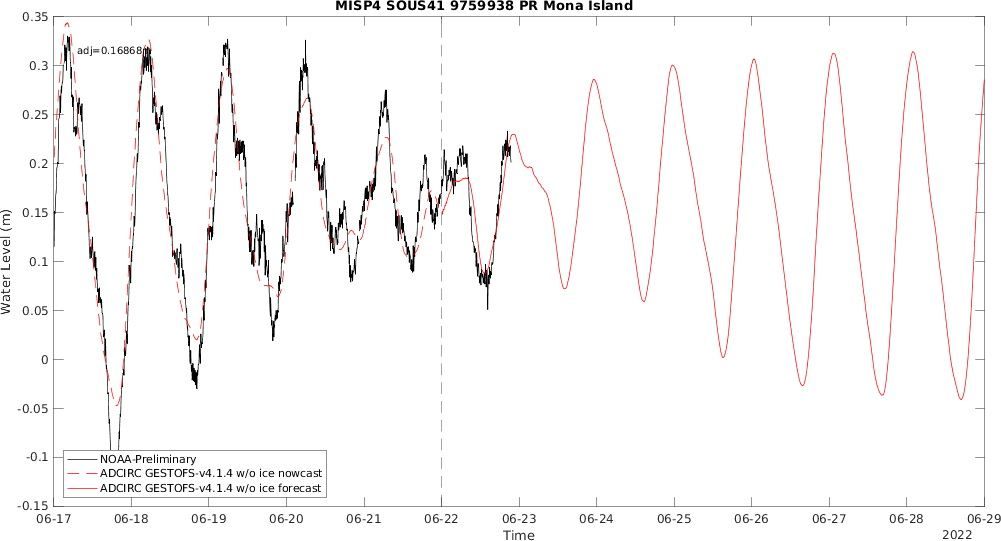 MISP4 SOUS41 9759938 PR Mona Island
adj=0.16868
Water Level (m)
0.35
0.3
0.25
0.2
0.15
0.1
0.05
0
-0.05
-0.1
-0.15
NOAA-Preliminary
ADCIRC GESTOFS-v4.1.4 w/o ice nowcast
ADCIRC GESTOFS-v4.1.4 w/o ice forecast
06-17 06-18 06-19 06-20 06-21 06-22 06-23 06-24 06-25 06-26 06-27 06-28 06-29
Time
2022